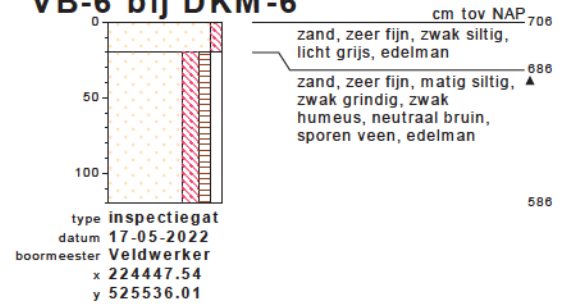 VB-6 bij DKM-6
cm tov NAP
0 706
zand, zeer fijn, zwak siltig,
licht grijs, edelman
686
zand, zeer fijn, matig siltig,
zwak grindig, zwak
humeus, neutraal bruin,
sporen veen, edelman
50
100
586
type inspectiegat
datum 17-05-2022
boormeester Veldwerker
x 224447.54
y 525536.01